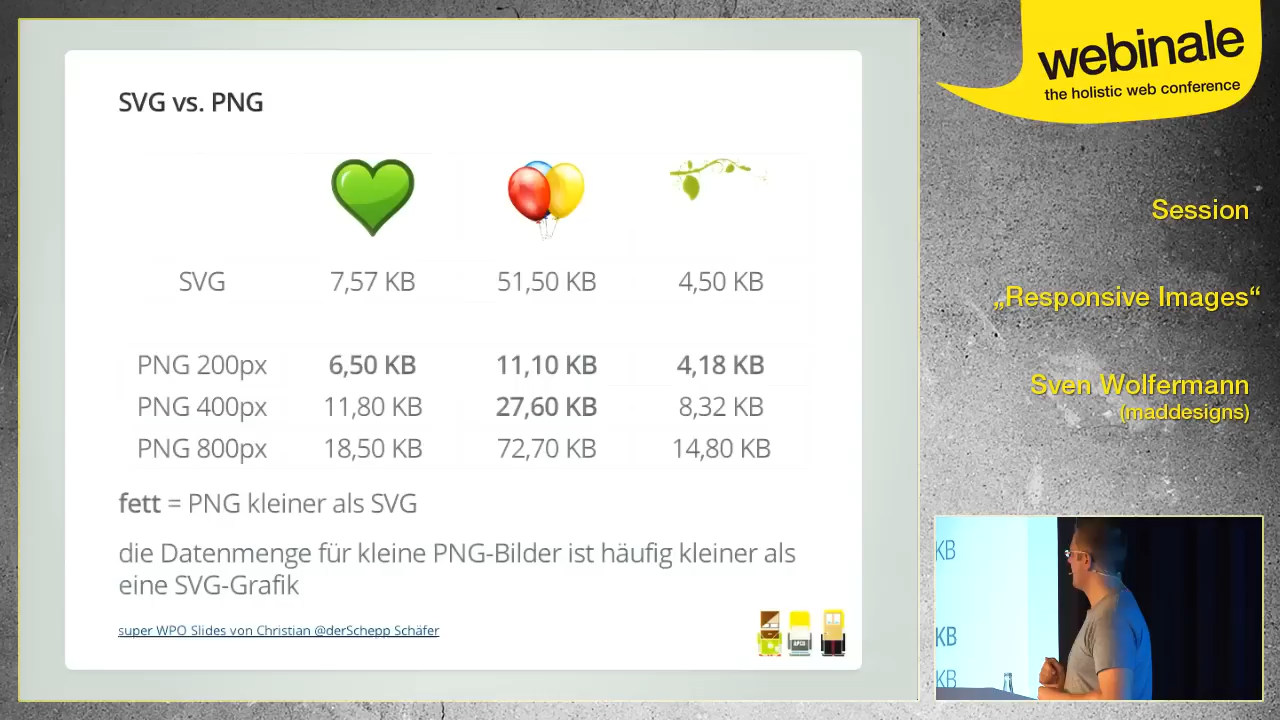 SVG vs. PNG
SVG 7,57 KB 51,50 KB 4,50 KB
PNG 200px 6,50 KB 11,10 KB 4,18 KB
PNG 400px 11,80 KB 27,60 KB 8,32 KB
PNG 800px 18,50 KB 72,70 KB 14,80 KB
fett = PNG kleiner als SVG
die Datenmenge für kleine PNG-Bilder ist häufig kleiner als
eine SVG-Grafik
super WPO Slides von Christian @derSchepp Schäfer
webinale
the holistic web conference
Session
„Responsive Images“
Sven Wolfermann
(maddesigns)
KB
KB
KB